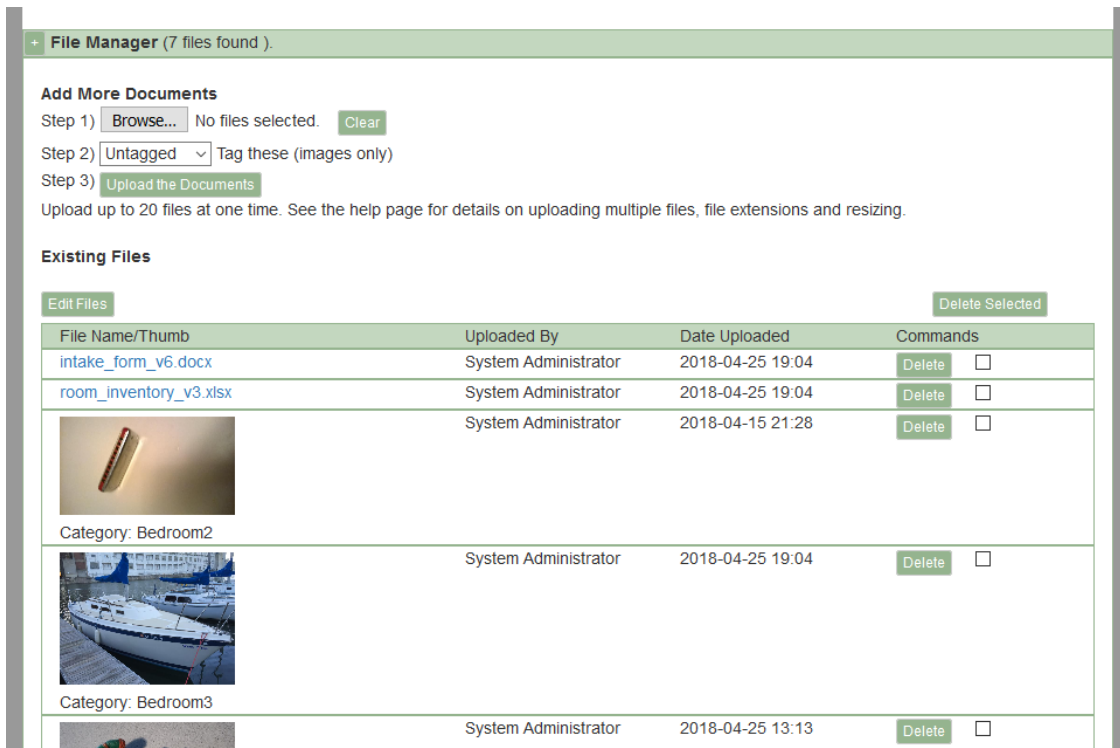 + File Manager (7 files found ).
Add More Documents
Step 1) Browse... No files selected. Clear
Step 2) Untagged Tag these (images only)
Step 3) Upload the Documents
Upload up to 20 files at one time. See the help page for details on uploading multiple files, file extensions and resizing.
Existing Files
Edit Files Delete Selected
File Name/Thumb Uploaded By Date Uploaded Commands
intake_form_v6.docx System Administrator 2018-04-25 19:04 Delete
room_inventory_v3.xlsx System Administrator 2018-04-25 19:04 Delete
System Administrator 2018-04-15 21:28 Delete
Category: Bedroom2
System Administrator 2018-04-25 19:04 Delete
Category: Bedroom3
System Administrator 2018-04-25 13:13 Delete